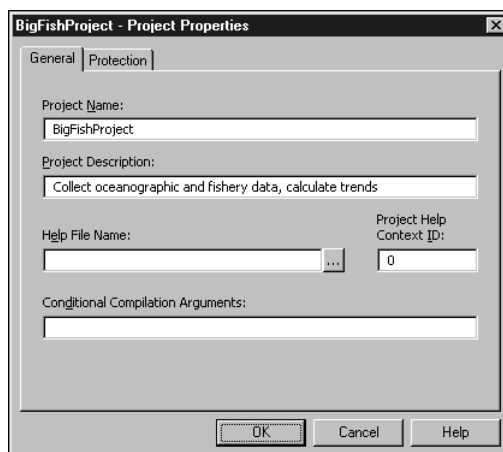 BigFishProject - Project Properties
General Protection
Project Name:
BigFishProject
Project Description:
Collect oceanographic and fishery data, calculate trends
Help File Name:
Project Help
Context ID:
...
0
Conditional Compilation Arguments:
OK Cancel Help